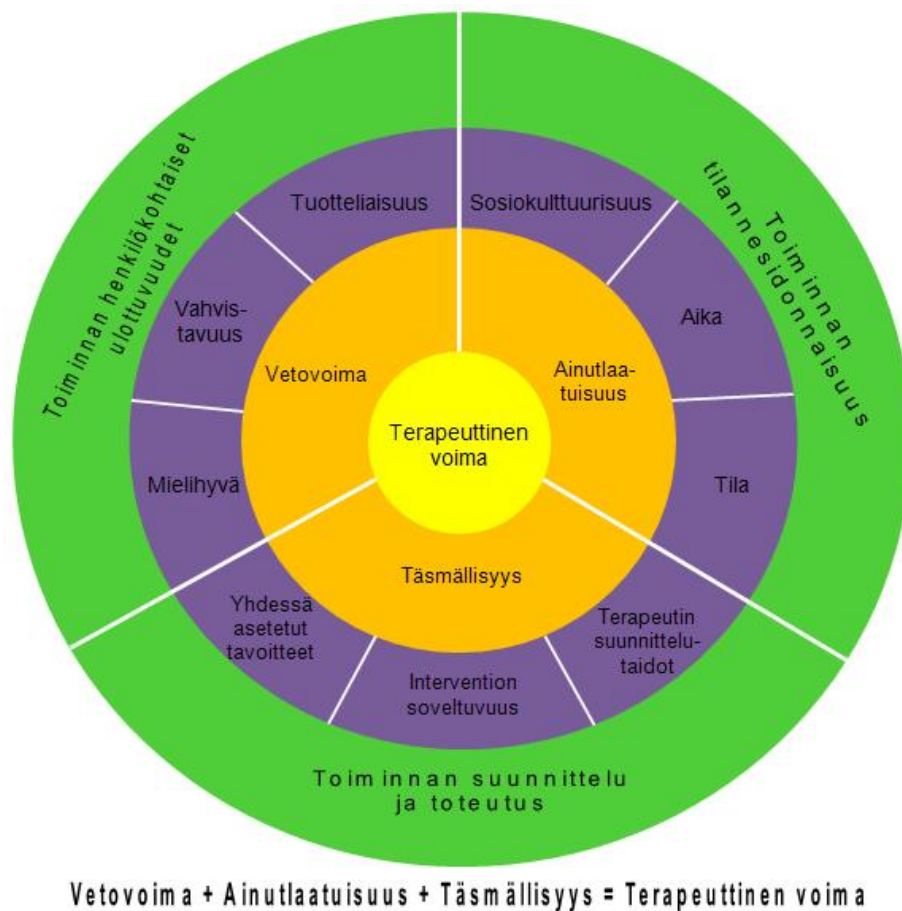 Toiminnan henkilökohtaiset
ulottuvuudet
Toiminnan
tilannesidonnaisuus
Tuotteliaisuus
Sosiokulttuurisuus
Vahvis-
tavuus
Aika
Vetovoima
Ainutlaa-
tuisuus
Terapeuttinen
voima
Mielihyvä
Tila
Täsmällisyys
Yhdessä
asetetut
tavoitteet
Terapeutin
suunnittelu-
taidot
Intervention
soveltuvuus
Toiminnan suunnittelu
ja toteutus
Vetovoima + Ainutlaatuisuus + Täsmällisyys = Terapeuttinen voima